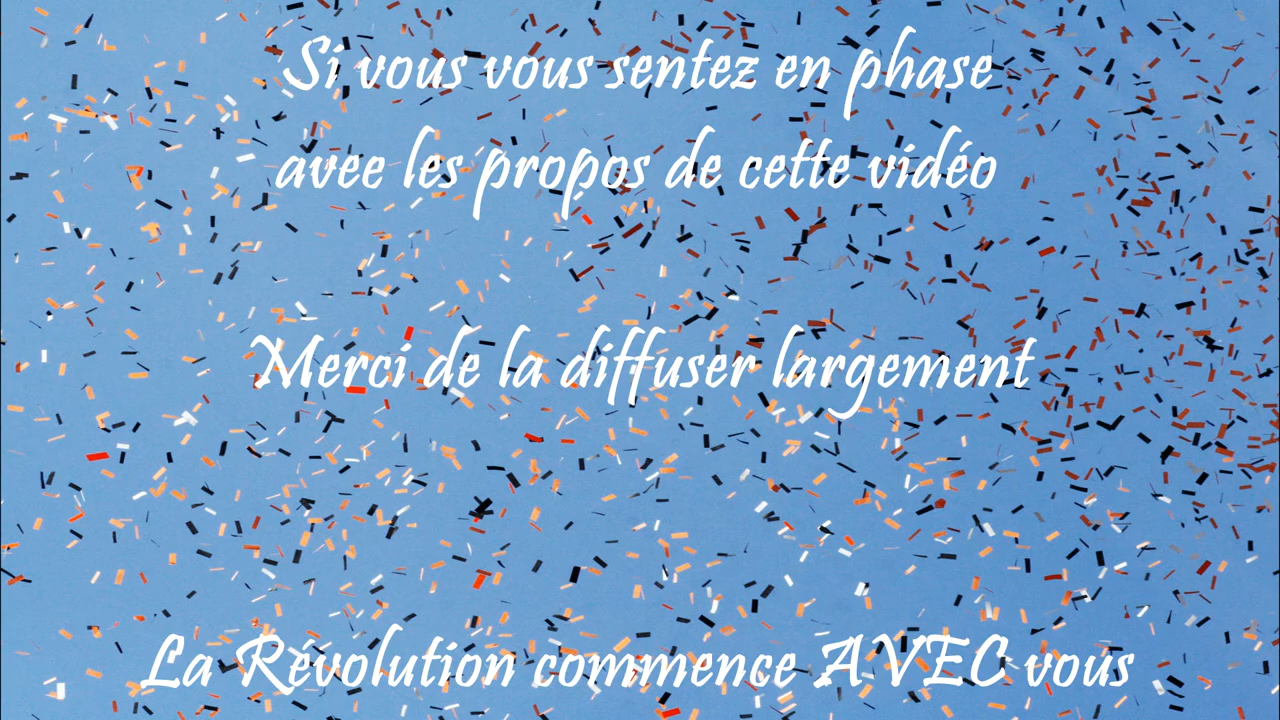 Si vous vous sentez en phase
avec les propos de cette vidéo
Merci de la diffuser largement
La Révolution commence AVEC vous